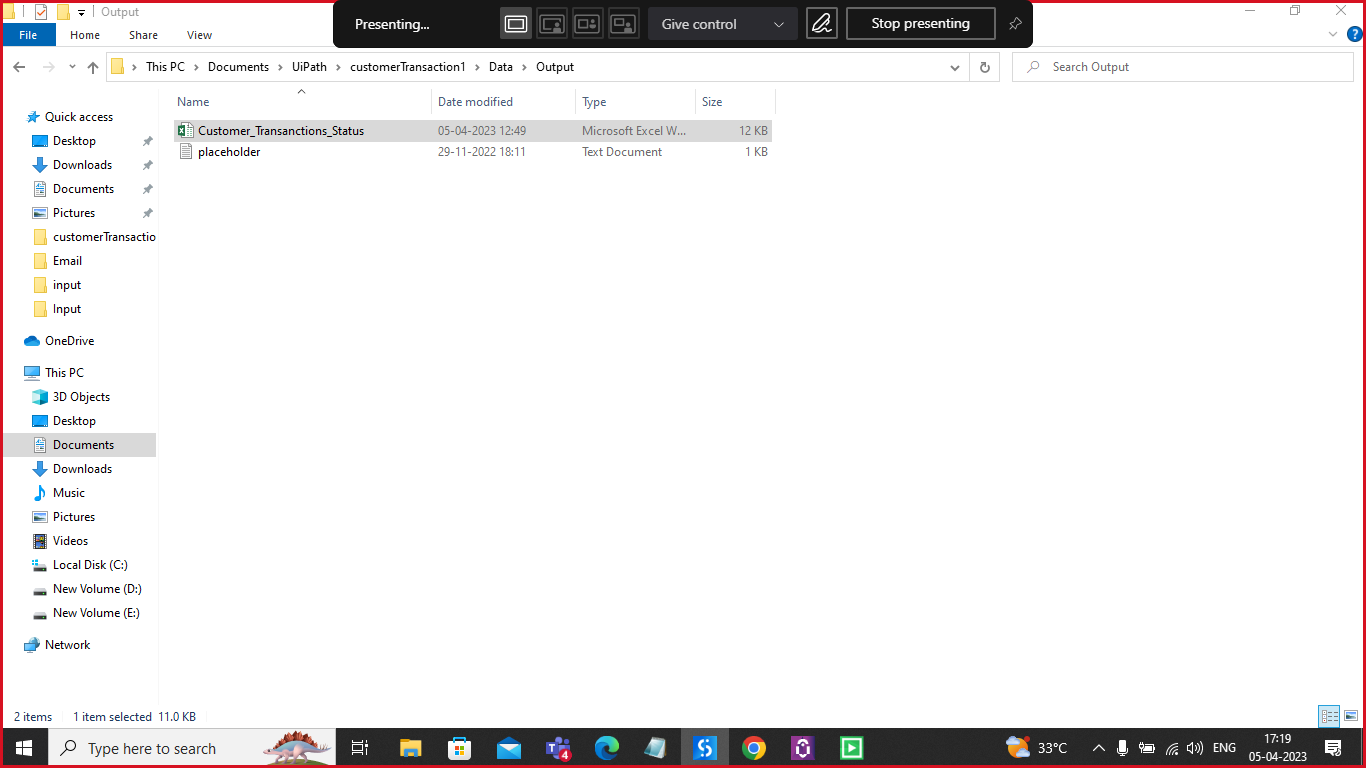 Output
Presenting...
Give control
Stop presenting
File
Home
Share
View
This PC
Documents
UiPath
customerTransaction1
Data
Output
Search Output
Name
Date modified
Type
Size
Customer_Transanctions_Status
05-04-2023 12:49
Microsoft Excel W...
12 KB
placeholder
29-11-2022 18:11
Text Document
1 KB
Quick access
Desktop
Downloads
Documents
Pictures
customerTransactio
Email
input
Input
OneDrive
This PC
3D Objects
Desktop
Documents
Downloads
Music
Pictures
Videos
Local Disk (C:)
New Volume (D:)
New Volume (E:)
Network
2 items
1 item selected 11.0 KB
Type here to search
4
33°C
ENG
17:19
05-04-2023